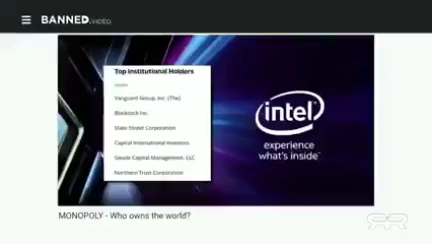 BANNED.VIDEO
Top Institutional Holders
Vanguard Group, Inc. (The)
Blackrock Inc.
State Street Corporation
Capital International Investors
Geode Capital Management, LLC
Northern Trust Corporation
intel
experience
what's inside™
MONOPOLY - Who owns the world?